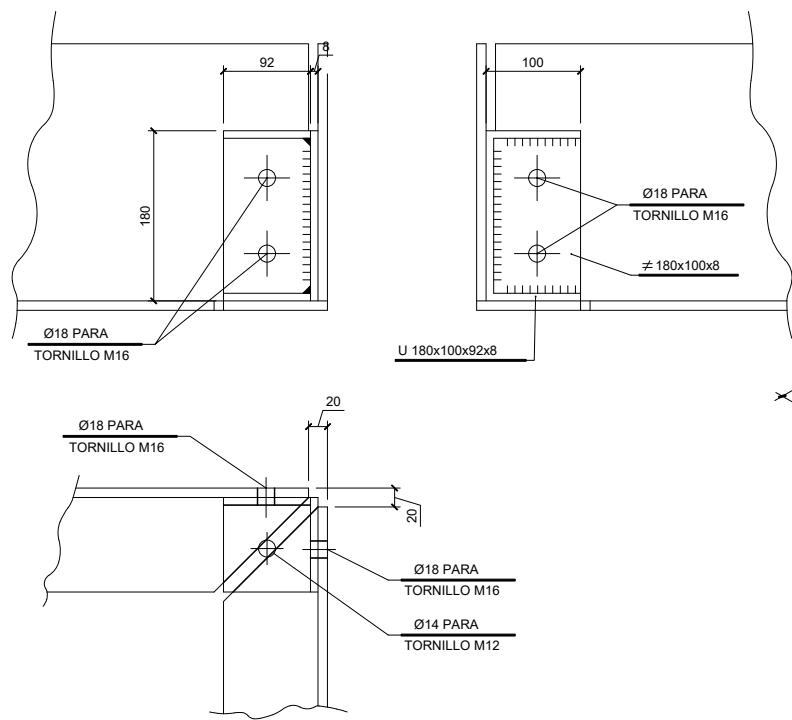 8
92
100
180
Ø18 PARA
TORNILLO M16
≠ 180x100x8
Ø18 PARA
TORNILLO M16
U 180x100x92x8
20
Ø18 PARA
TORNILLO M16
20
Ø18 PARA
TORNILLO M16
Ø14 PARA
TORNILLO M12